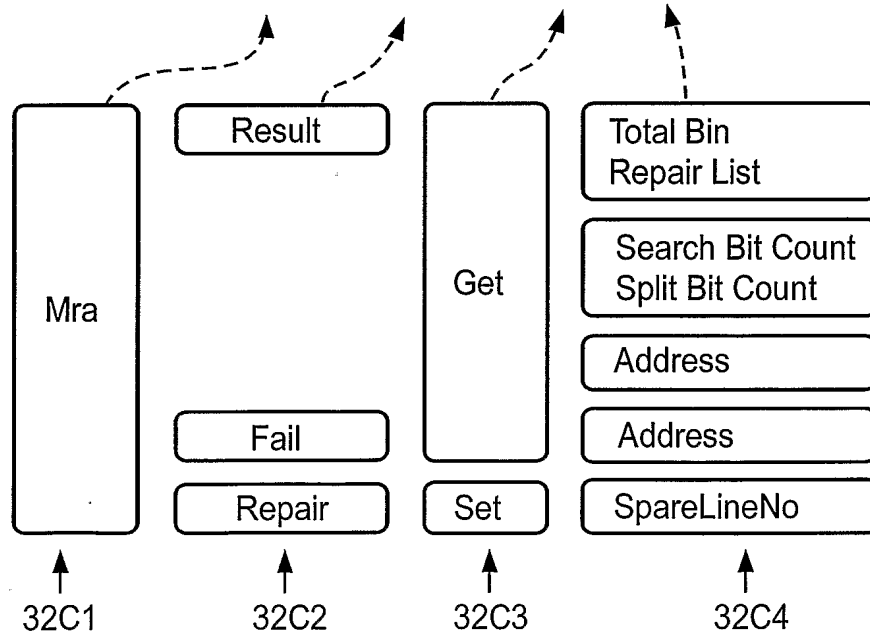 Mra
Result
Fail
Repair
Get
Set
Total Bin
Repair List
Search Bit Count
Split Bit Count
Address
Address
SpareLineNo
32C1
32C2
32C3
32C4